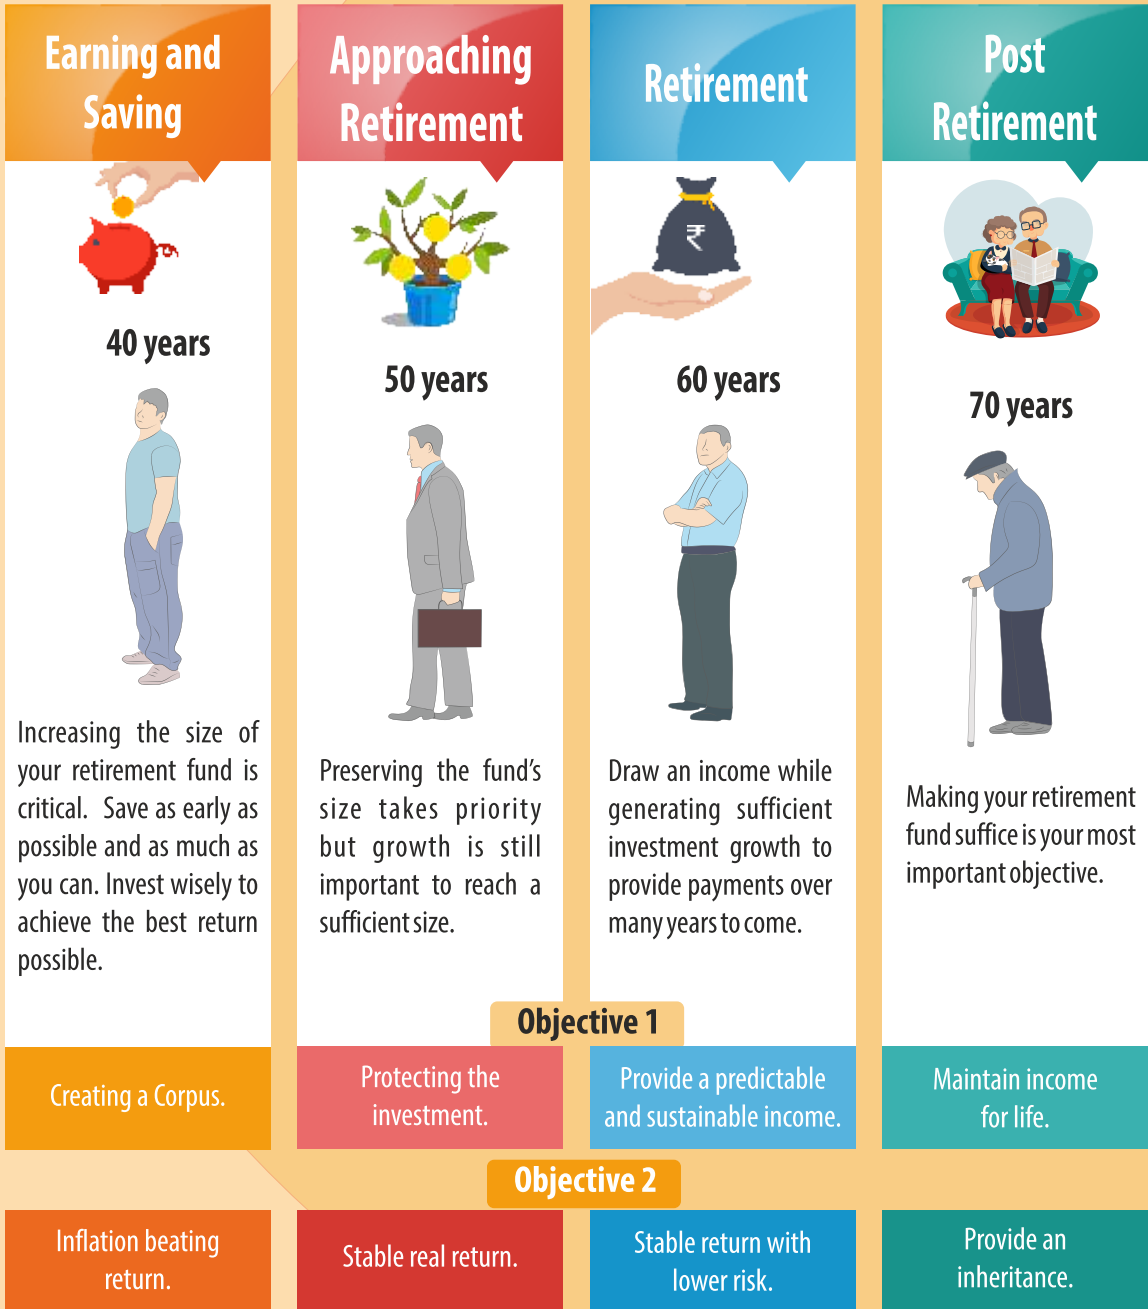 Earning and
Saving
40 years
Increasing the size of
your retirement fund is
critical. Save as early as
possible and as much as
you can. Invest wisely to
achieve the best return
possible.
Approaching
Retirement
50 years
Preserving the fund's
size takes priority
but growth is still
important to reach a
sufficient size.
Retirement
₹
60 years
Draw an income while
generating sufficient
investment growth to
provide payments over
many years to come.
Post
Retirement
70 years
Making your retirement
fund suffice is your most
important objective.
Objective 1
Creating a Corpus.
Protecting the
investment.
Provide a predictable
and sustainable income.
Maintain income
for life.
Objective 2
Inflation beating
return.
Stable real return.
Stable return with
lower risk.
Provide an
inheritance.